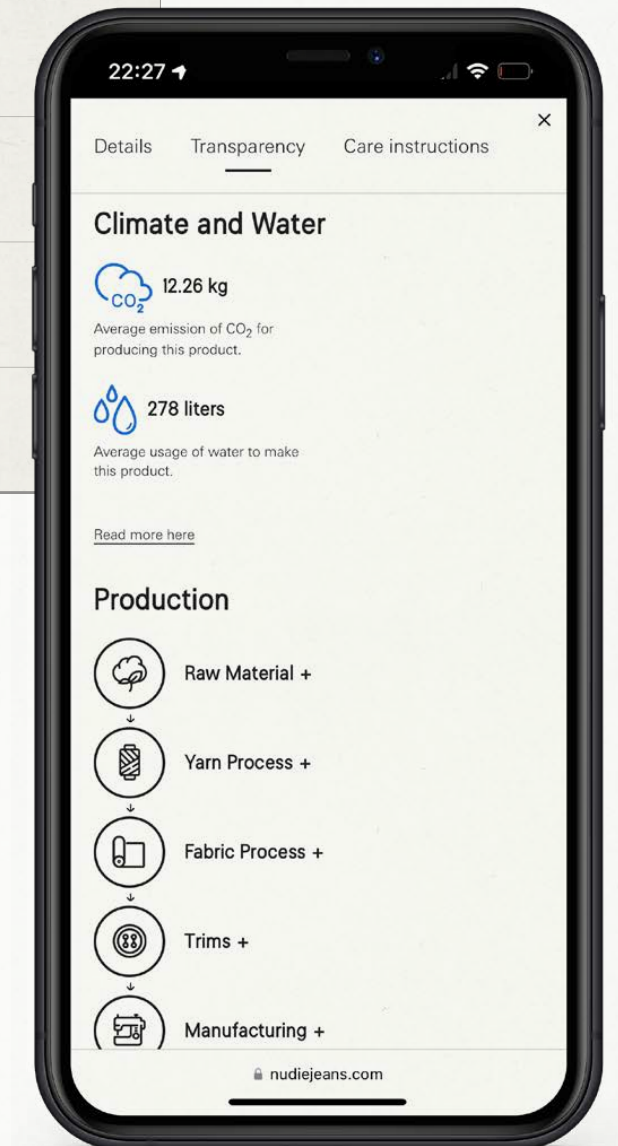 22:27
Details Transparency Care instructions
Climate and Water
CO₂ 12.26 kg
Average emission of CO₂ for
producing this product.
278 liters
Average usage of water to make
this product.
Read more here
Production
Raw Material +
Yarn Process +
Fabric Process +
Trims +
Manufacturing +
nudiejeans.com